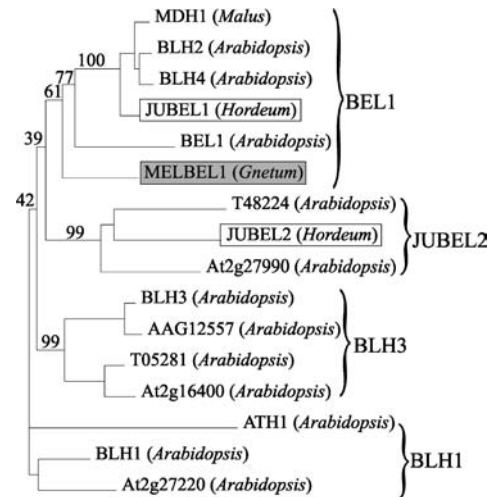 MDH1 (Malus)
100
BLH2 (Arabidopsis)
77
BLH4 (Arabidopsis)
61
BEL1
JUBEL1 (Hordeum)
39
BEL1 (Arabidopsis)
MELBEL1 (Gnetum)
42
T48224 (Arabidopsis)
99
JUBEL2 (Hordeum)
JUBEL2
At2g27990 (Arabidopsis)
BLH3 (Arabidopsis)
AAG12557 (Arabidopsis)
99
BLH3
T05281 (Arabidopsis)
At2g16400 (Arabidopsis)
ATH1 (Arabidopsis)
BLH1 (Arabidopsis)
BLH1
At2g27220 (Arabidopsis)